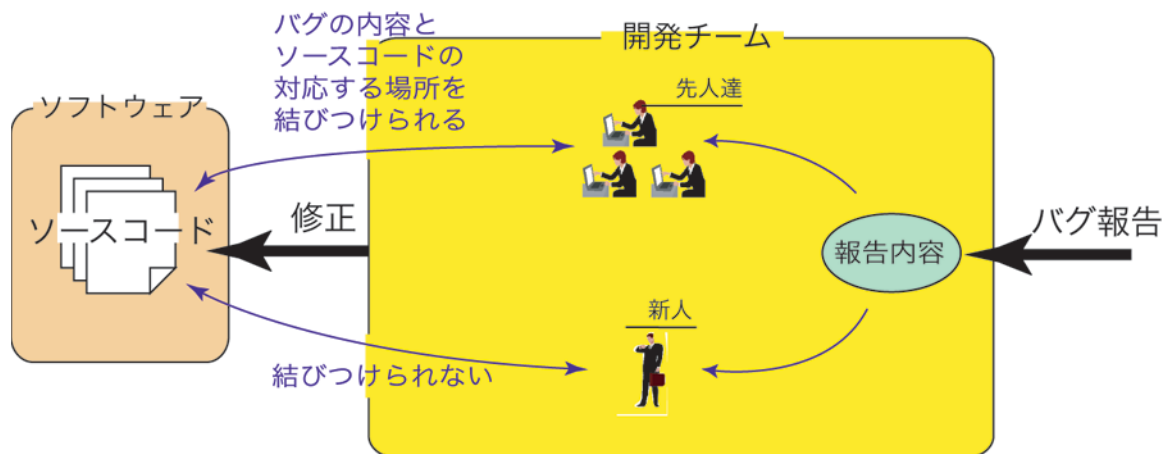 バグの内容と
ソースコードの
対応する場所を
結びつけられる
開発チーム
先人達
ソフトウェア
ソースコード
修正
報告内容
バグ報告
新人
結びつけられない